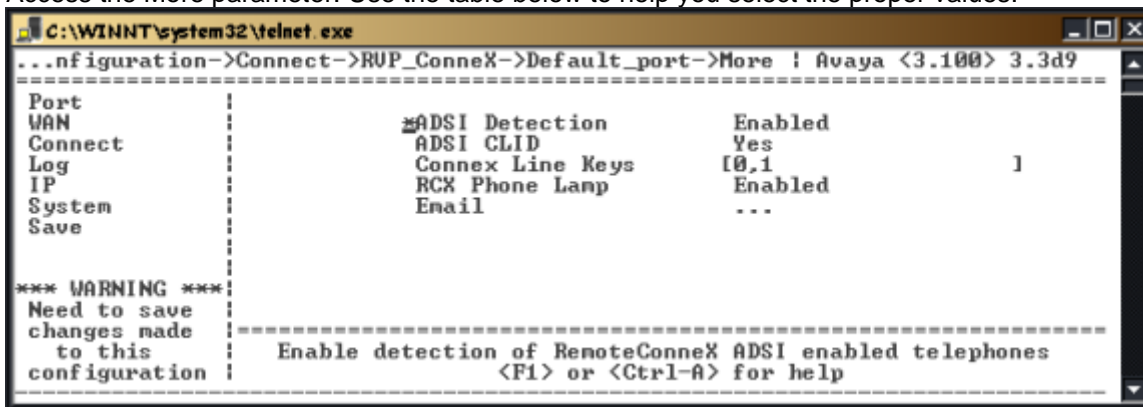 Access the More parameter. Use the table below to help you select the proper values.
C:\WINNT\system32\telnet.exe
...nfiguration->Connect->RVP_ConneX->Default_port->More | Avaya <3.100> 3.3d9
Port
WAN
*ADSI Detection Enabled
Connect
ADSI CLID Yes
Log
Connex Line Keys [0,1 ]
IP
RCX Phone Lamp Enabled
System
Email ...
Save
*** WARNING ***
Need to save
changes made
to this
configuration
Enable detection of RemoteConneX ADSI enabled telephones
<F1> or <Ctrl-A> for help